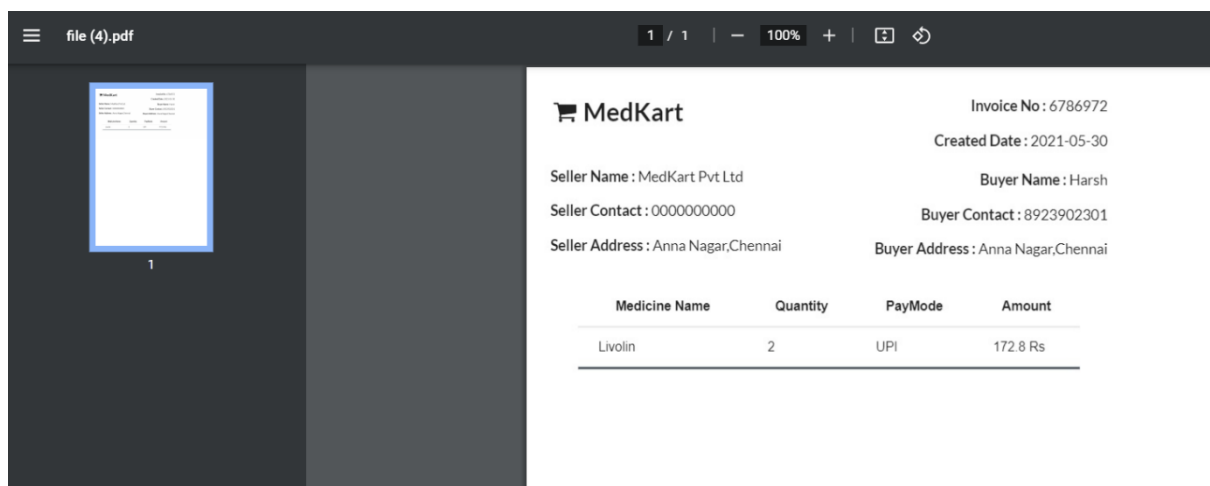 file (4).pdf
1 / 1 | − 100% + |
1
MedKart
Invoice No : 6786972
Created Date : 2021-05-30
Seller Name : MedKart Pvt Ltd
Buyer Name : Harsh
Seller Contact : 0000000000
Buyer Contact : 8923902301
Seller Address : Anna Nagar,Chennai
Buyer Address : Anna Nagar,Chennai
Medicine Name Quantity PayMode Amount
Livolin 2 UPI 172.8 Rs